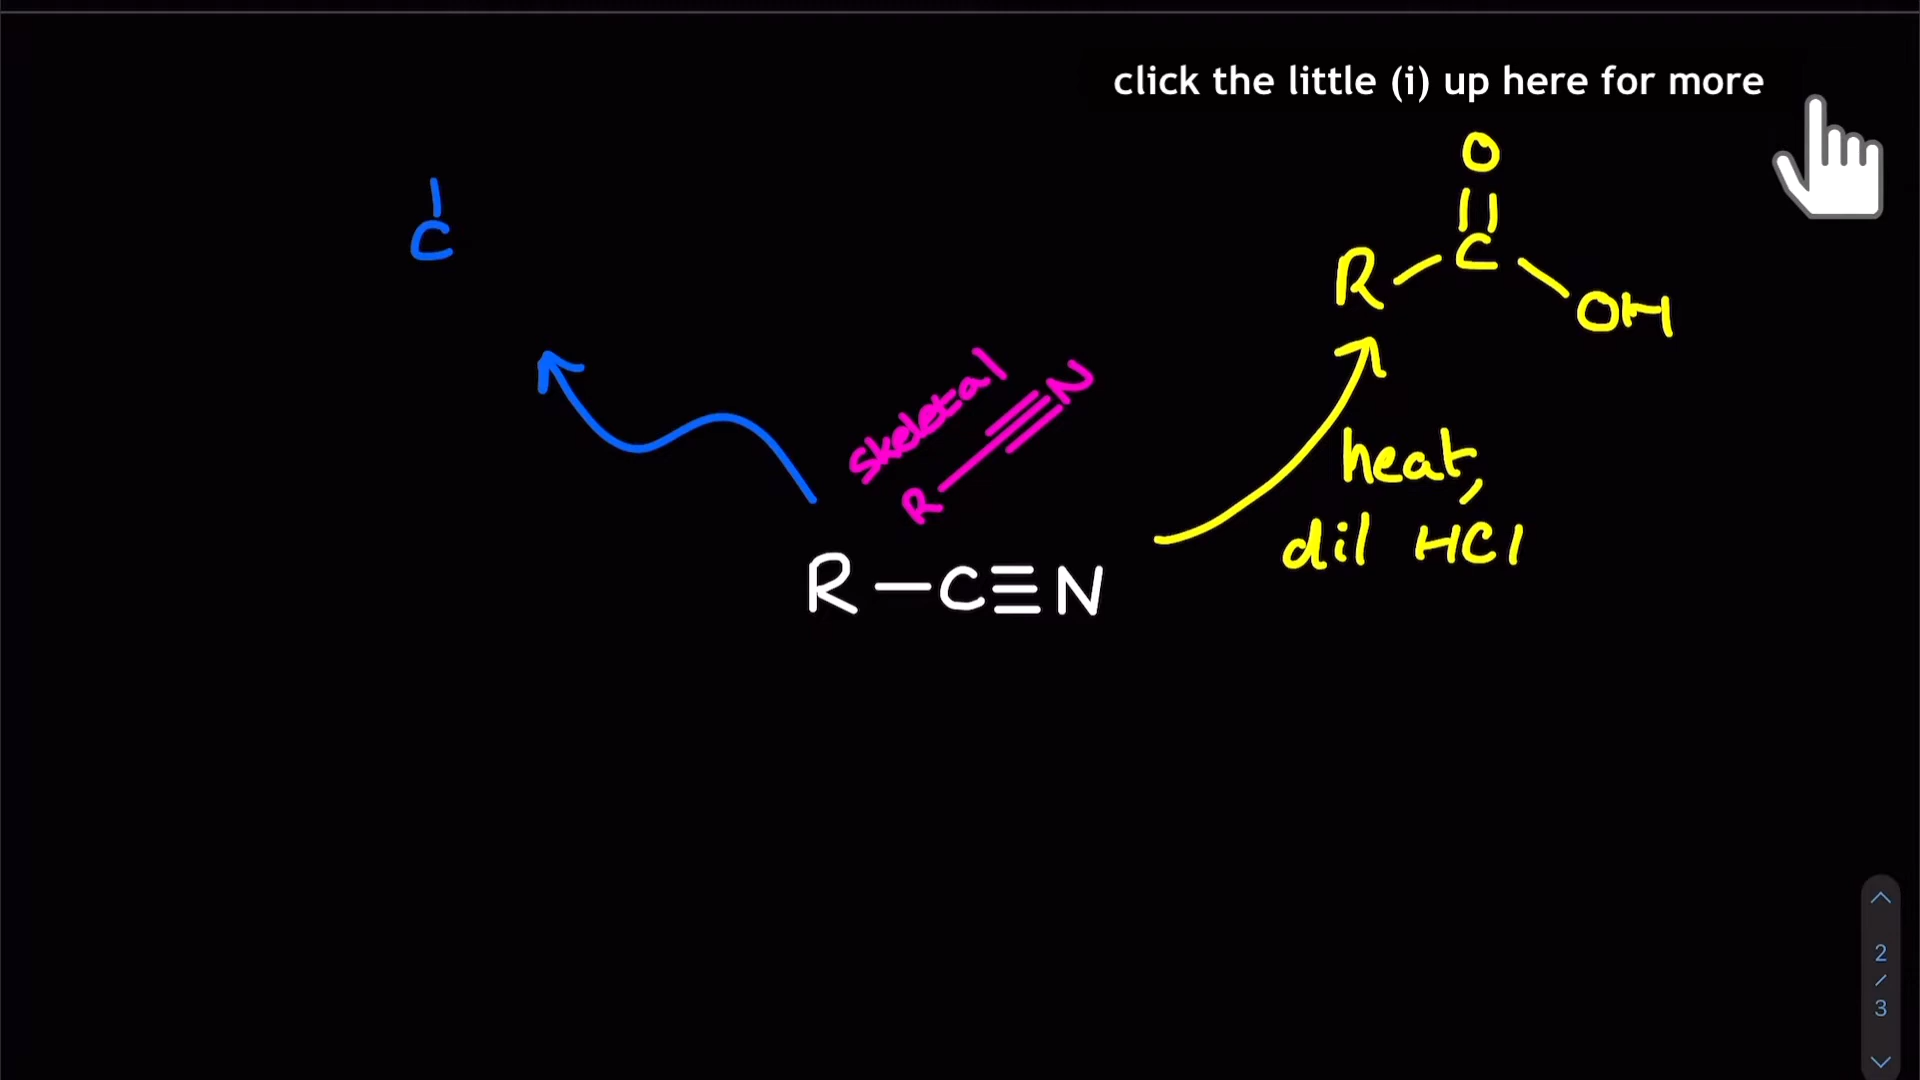 click the little (i) up here for more
O
C
R C
OH
skeletal
N
R
heat,
dil HCl
R — C≡N
2
/
3